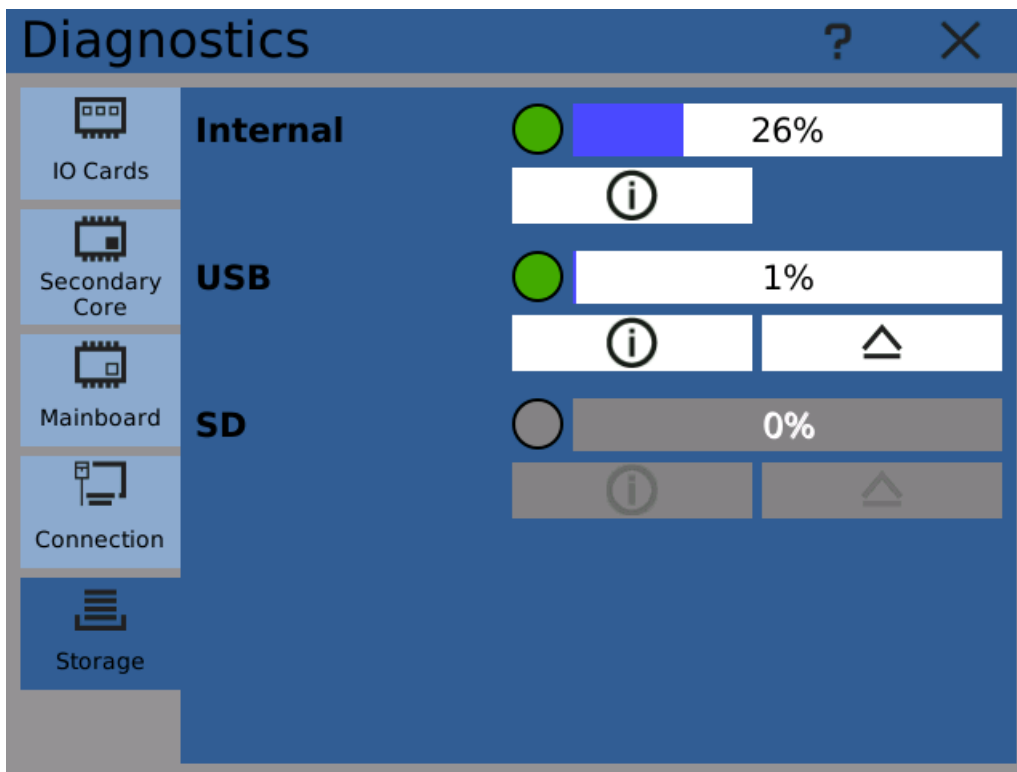 Diagnostics ?
IO Cards
Secondary
Core
Mainboard
Connection
Storage
Internal 26%
USB 1%
SD 0%